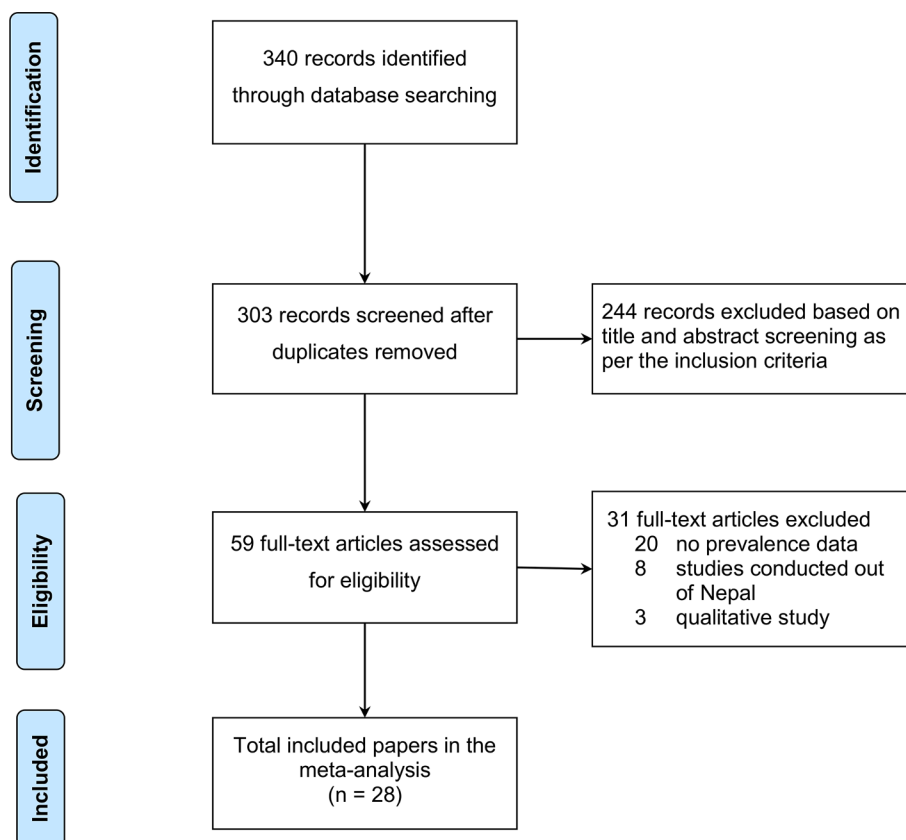 Identification
340 records identified
through database searching
Screening
303 records screened after
duplicates removed
244 records excluded based on
title and abstract screening as
per the inclusion criteria
Eligibility
59 full-text articles assessed
for eligibility
31 full-text articles excluded
20 no prevalence data
8 studies conducted out
of Nepal
3 qualitative study
Included
Total included papers in the
meta-analysis
(n = 28)